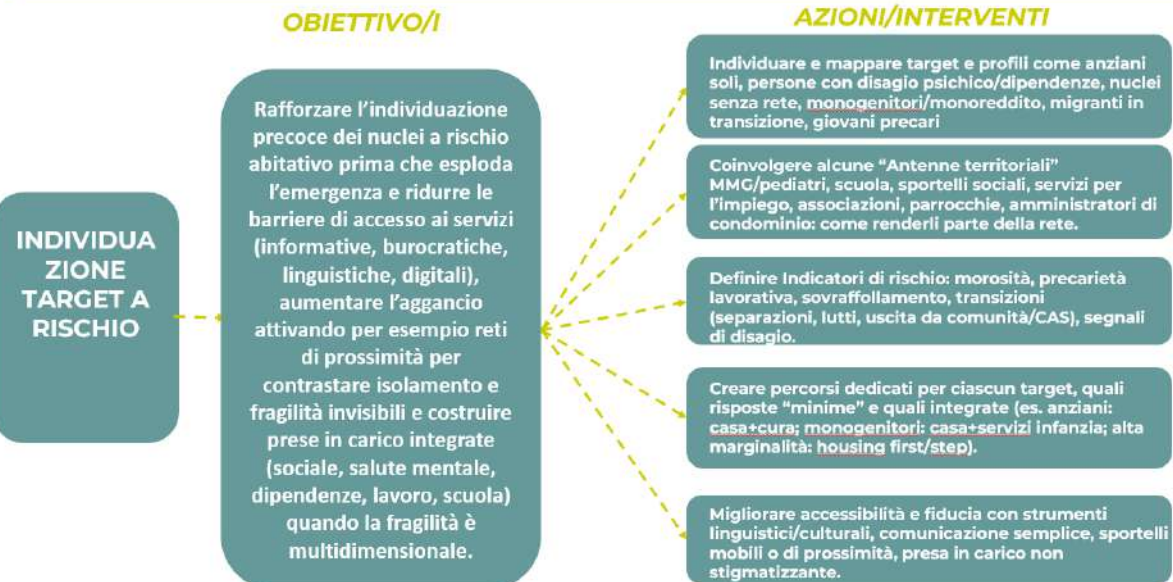 OBIETTIVO/I
AZIONI/INTERVENTI
INDIVIDUA
ZIONE
TARGET A
RISCHIO
Rafforzare l’individuazione
precoce dei nuclei a rischio
abitativo prima che esploda
l’emergenza e ridurre le
barriere di accesso ai servizi
(informative, burocratiche,
linguistiche, digitali),
aumentare l’aggancio
attivando per esempio reti
di prossimità per
contrastare isolamento e
fragilità invisibili e costruire
prese in carico integrate
(sociale, salute mentale,
dipendenze, lavoro, scuola)
quando la fragilità è
multidimensionale.
Individuare e mappare target e profili come anziani
soli, persone con disagio psichico/dipendenze, nuclei
senza rete, monogenitori/monoreddito, migranti in
transizione, giovani precari
Coinvolgere alcune “Antenne territoriali”
MMG/pediatri, scuola, sportelli sociali, servizi per
l’impiego, associazioni, parrocchie, amministratori di
condominio: come renderli parte della rete.
Definire Indicatori di rischio: morosità, precarietà
lavorativa, sovraffollamento, transizioni
(separazioni, lutti, uscita da comunità/CAS), segnali
di disagio.
Creare percorsi dedicati per ciascun target, quali
risposte “minime” e quali integrate (es. anziani:
casa+cura; monogenitori: casa+servizi infanzia; alta
marginalità: housing first/step).
Migliorare accessibilità e fiducia con strumenti
linguistici/culturali, comunicazione semplice, sportelli
mobili o di prossimità, presa in carico non
stigmatizzante.